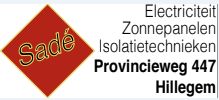 Sadé
Electriciteit
Zonnepanelen
Isolatietechnieken
Provincieweg 447
Hillegem